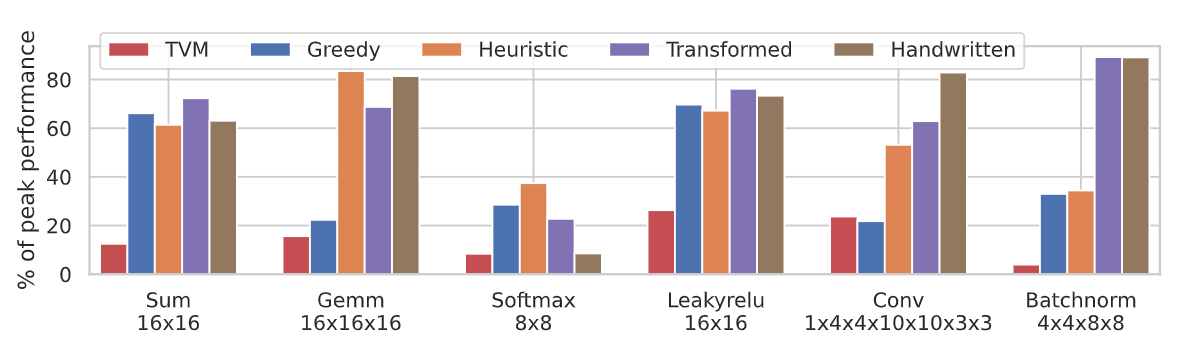 TVM Greedy Heuristic Transformed Handwritten
% of peak performance
80
60
40
20
0
Sum Gemm Softmax Leakyrelu Conv Batchnorm
16x16 16x16x16 8x8 16x16 1x4x4x10x10x3x3 4x4x8x8